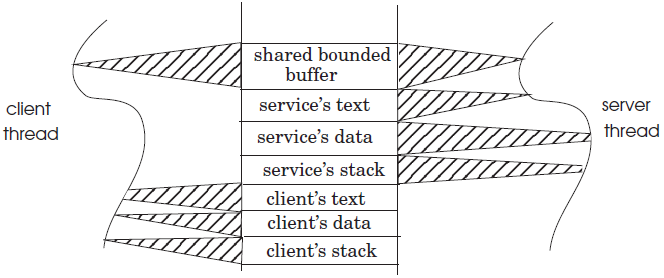 shared bounded
buffer
service's text
service's data
service's stack
client's text
client's data
client's stack
client
thread
server
thread